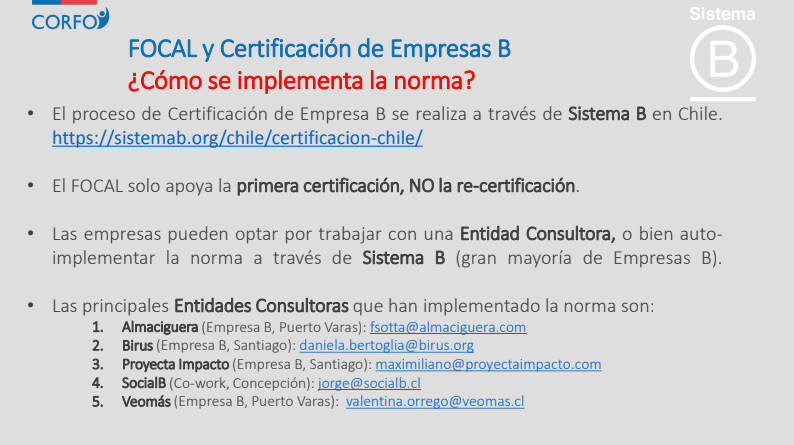 CORFO
Sistema
B
FOCAL y Certificación de Empresas B
¿Cómo se implementa la norma?
• El proceso de Certificación de Empresa B se realiza a través de Sistema B en Chile.
https://sistemab.org/chile/certificacion-chile/
• El FOCAL solo apoya la primera certificación, NO la re-certificación.
• Las empresas pueden optar por trabajar con una Entidad Consultora, o bien auto-
implementar la norma a través de Sistema B (gran mayoría de Empresas B).
• Las principales Entidades Consultoras que han implementado la norma son:
1. Almaciguera (Empresa B, Puerto Varas): fsotta@almaciguera.com
2. Birus (Empresa B, Santiago): daniela.bertoglia@birus.org
3. Proyecta Impacto (Empresa B, Santiago): maximiliano@proyectaimpacto.com
4. SocialB (Co-work, Concepción): jorge@socialb.cl
5. Veomás (Empresa B, Puerto Varas): valentina.orrego@veomas.cl